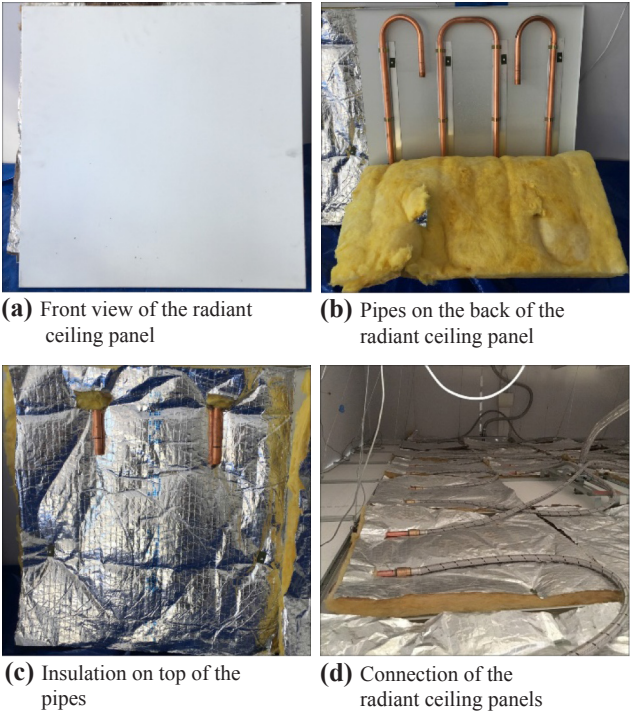 (a) Front view of the radiant
ceiling panel
(b) Pipes on the back of the
radiant ceiling panel
(c) Insulation on top of the
pipes
(d) Connection of the
radiant ceiling panels